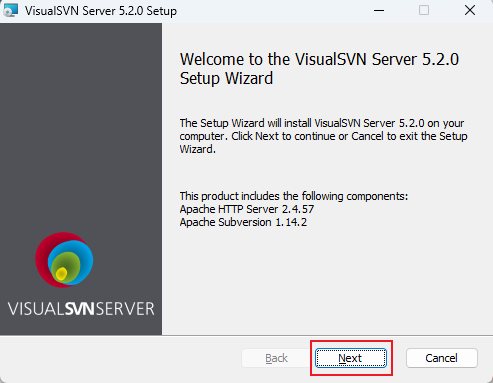 VisualSVN Server 5.2.0 Setup
Welcome to the VisualSVN Server 5.2.0
Setup Wizard
The Setup Wizard will install VisualSVN Server 5.2.0 on your
computer. Click Next to continue or Cancel to exit the Setup
Wizard.
This product includes the following components:
Apache HTTP Server 2.4.57
Apache Subversion 1.14.2
VISUALSVNSERVER
Back
Next
Cancel